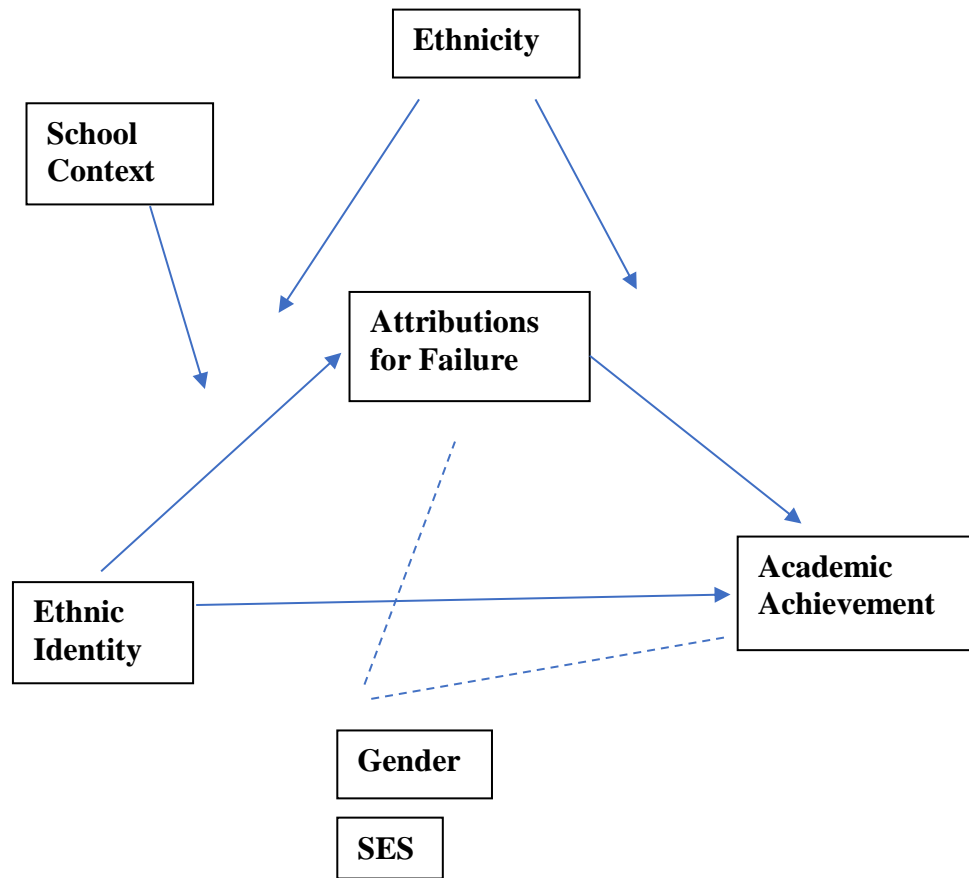 Ethnicity
School
Context
Attributions
for Failure
Academic
Achievement
Ethnic
Identity
Gender
SES